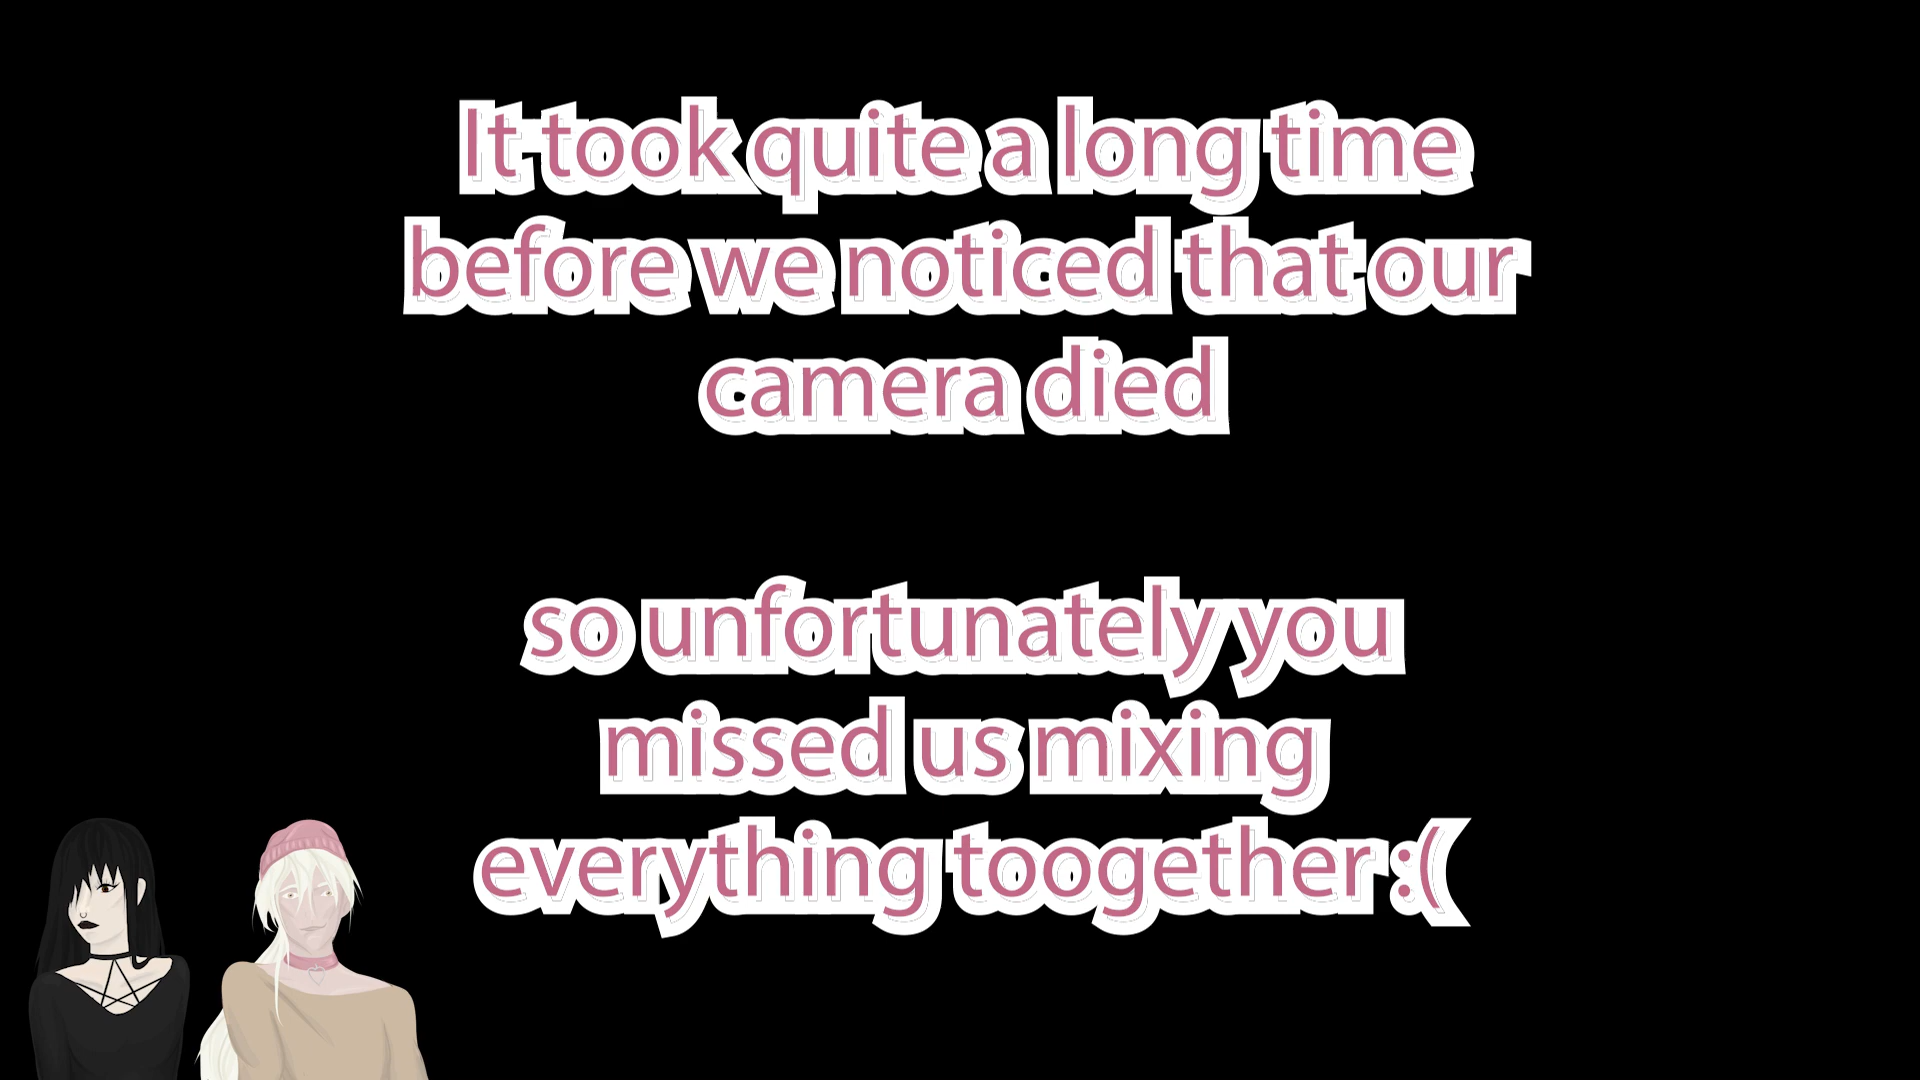 It took quite a long time
before we noticed that our
camera died
so unfortunately you
missed us mixing
everything toogether :(